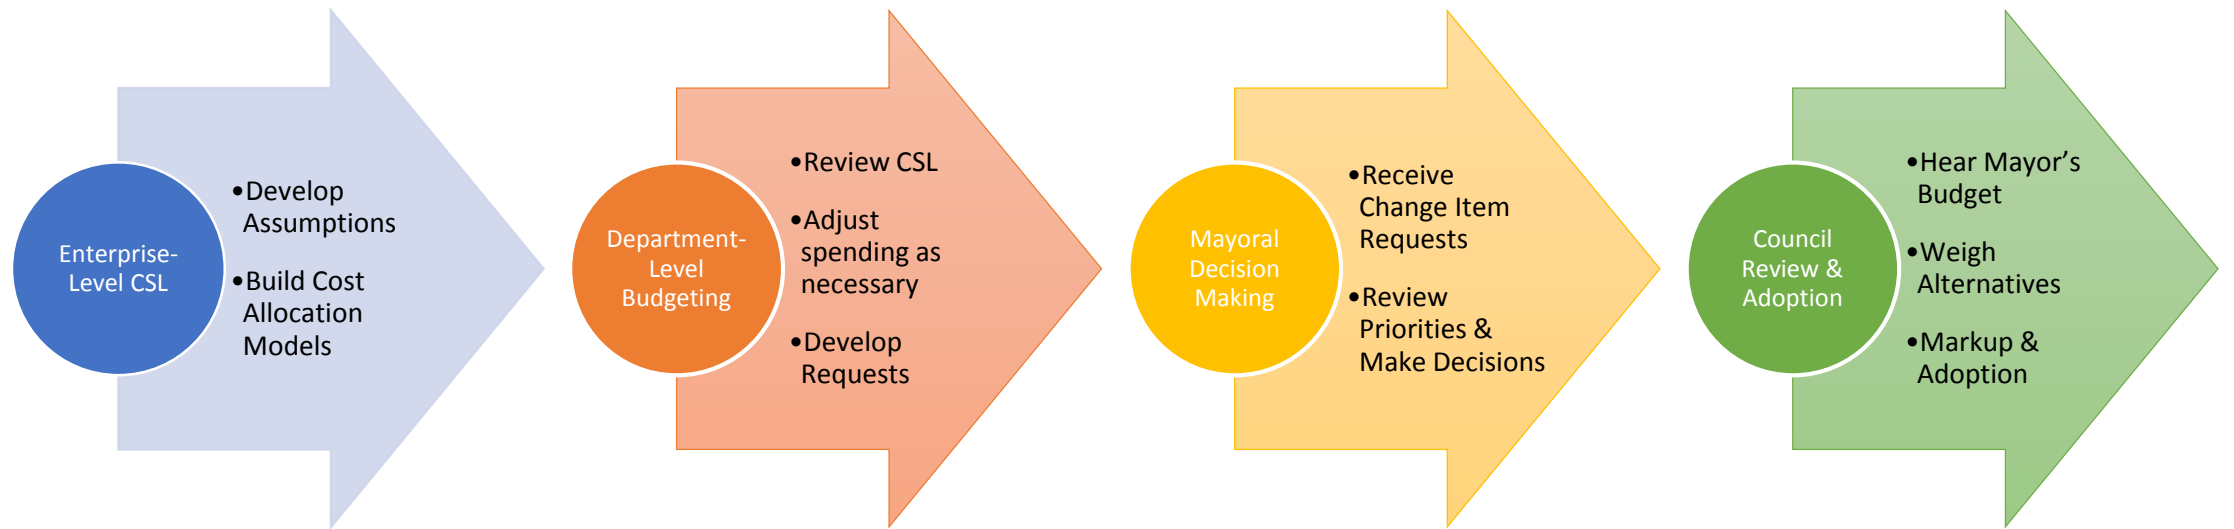 Enterprise-
Level CSL
•Develop
Assumptions
•Build Cost
Allocation
Models
Department-
Level
Budgeting
•Review CSL
•Adjust
spending as
necessary
•Develop
Requests
Mayoral
Decision
Making
•Receive
Change Item
Requests
•Review
Priorities &
Make Decisions
Council
Review &
Adoption
•Hear Mayor’s
Budget
•Weigh
Alternatives
•Markup &
Adoption